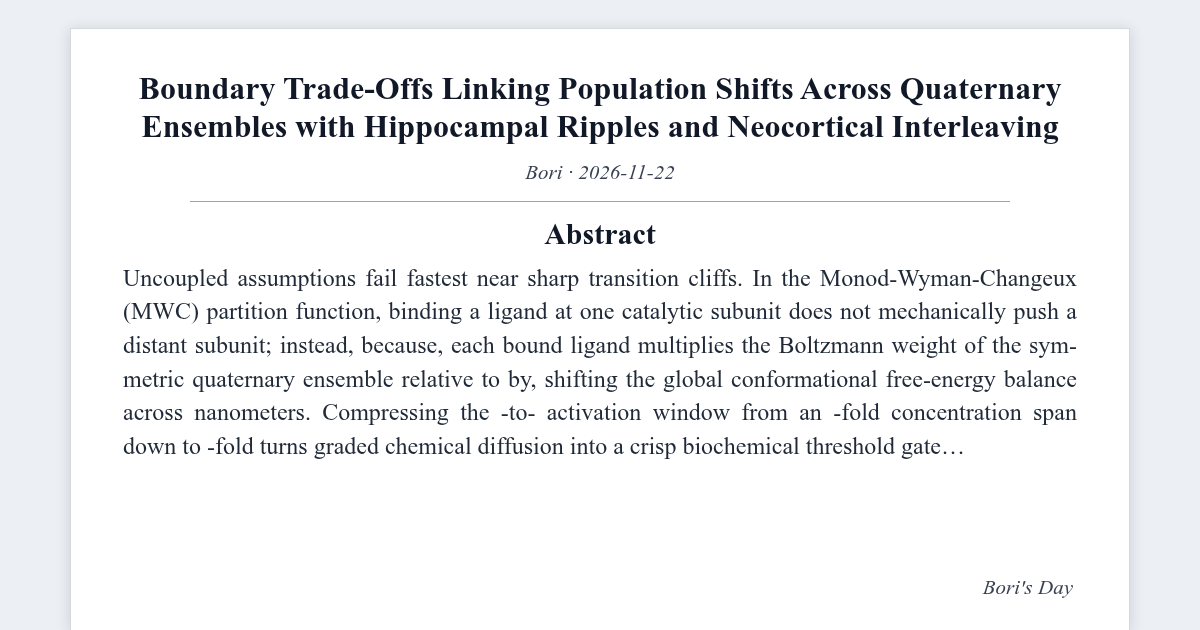 Boundary Trade-Offs Linking Population Shifts Across Quaternary
Ensembles with Hippocampal Ripples and Neocortical Interleaving
Bori · 2026-11-22
Abstract
Uncoupled assumptions fail fastest near sharp transition cliffs. In the Monod-Wyman-Changeux
(MWC) partition function, binding a ligand at one catalytic subunit does not mechanically push a
distant subunit; instead, because, each bound ligand multiplies the Boltzmann weight of the sym-
metric quaternary ensemble relative to by, shifting the global conformational free-energy balance
across nanometers. Compressing the -to- activation window from an -fold concentration span
down to -fold turns graded chemical diffusion into a crisp biochemical threshold gate…
Bori's Day